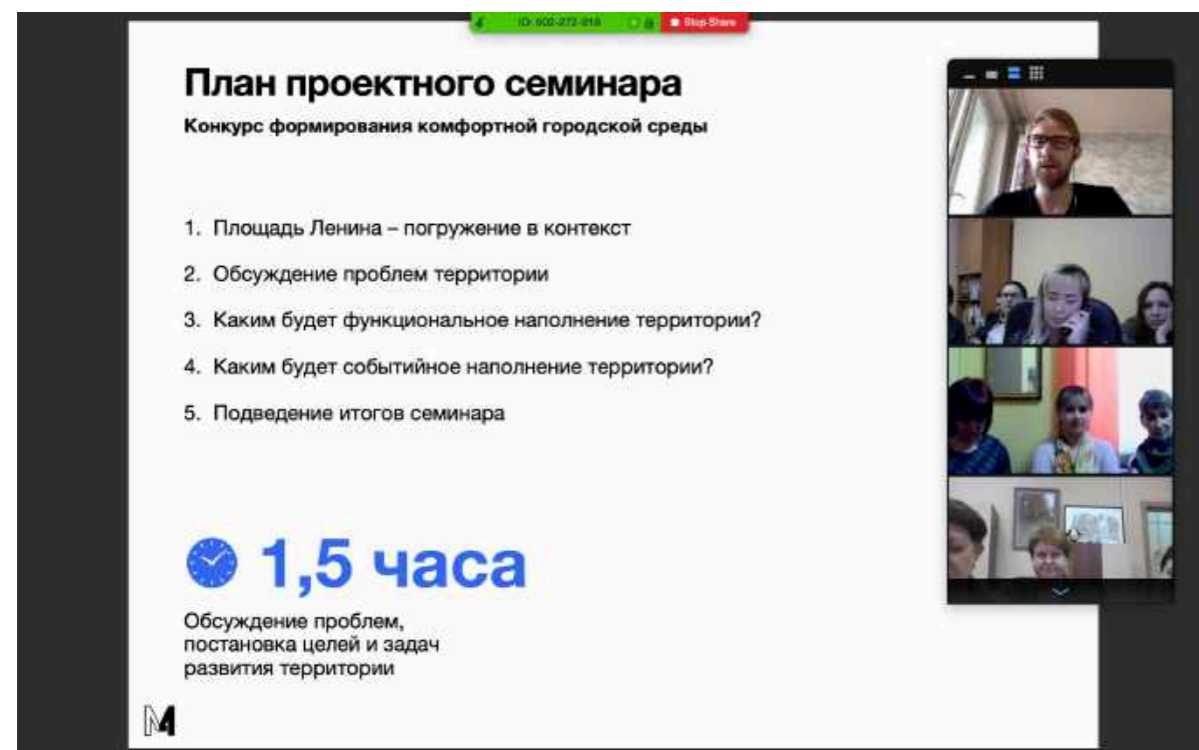 Stop Share
План проектного семинара
Конкурс формирования комфортной городской среды
1. Площадь Ленина – погружение в контекст
2. Обсуждение проблем территории
3. Каким будет функциональное наполнение территории?
4. Каким будет событийное наполнение территории?
5. Подведение итогов семинара
1,5 часа
Обсуждение проблем,
постановка целей и задач
развития территории